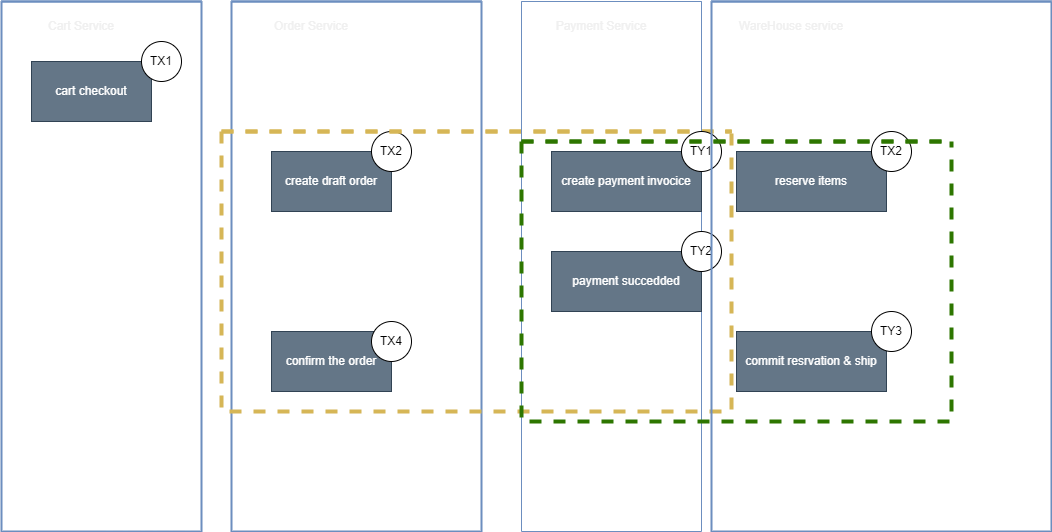 Cart Service
Order Service
Payment Service
WareHouse service
TX1
cart checkout
TX2
create draft order
TY1
create payment invocice
TX2
reserve items
TY2
payment succedded
TX4
confirm the order
TY3
commit resrvation & ship